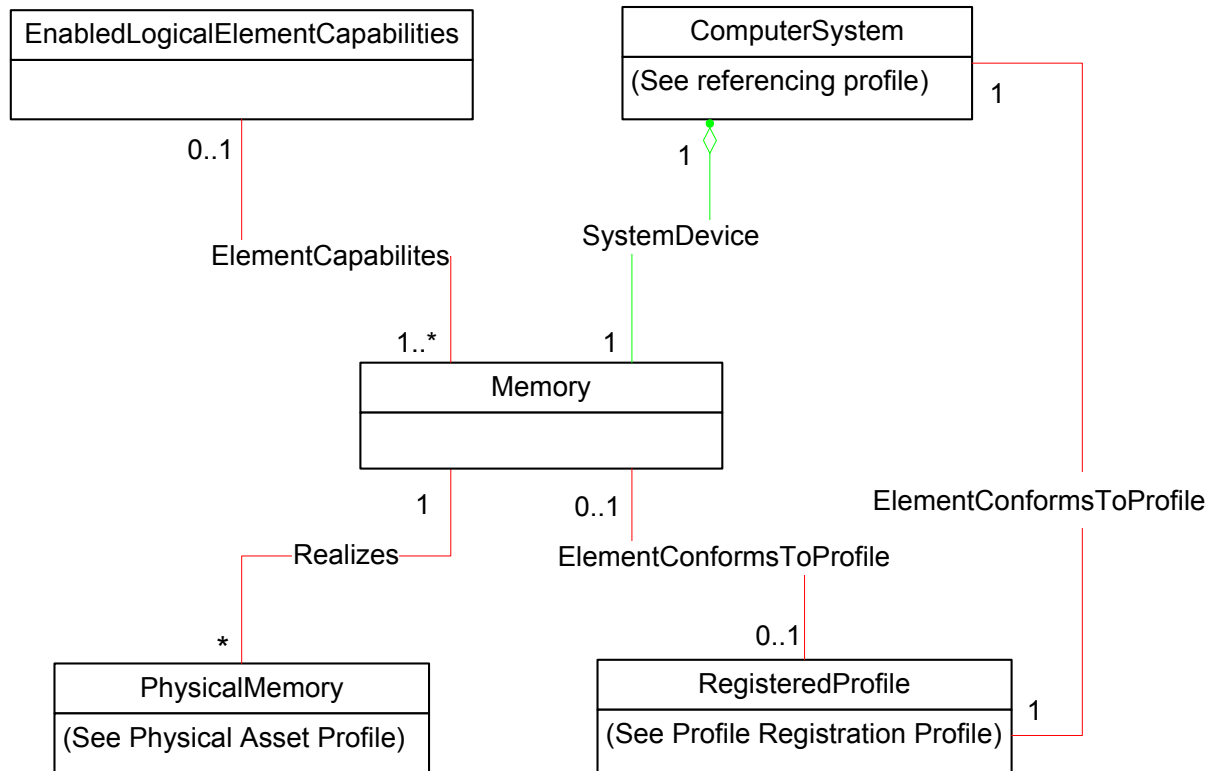 EnabledLogicalElementCapabilities
ComputerSystem
(See referencing profile)
1
0..1
1
SystemDevice
ElementCapabilites
1..*
1
Memory
1
0..1
ElementConformsToProfile
Realizes
ElementConformsToProfile
*
0..1
PhysicalMemory
(See Physical Asset Profile)
RegisteredProfile
(See Profile Registration Profile)
1